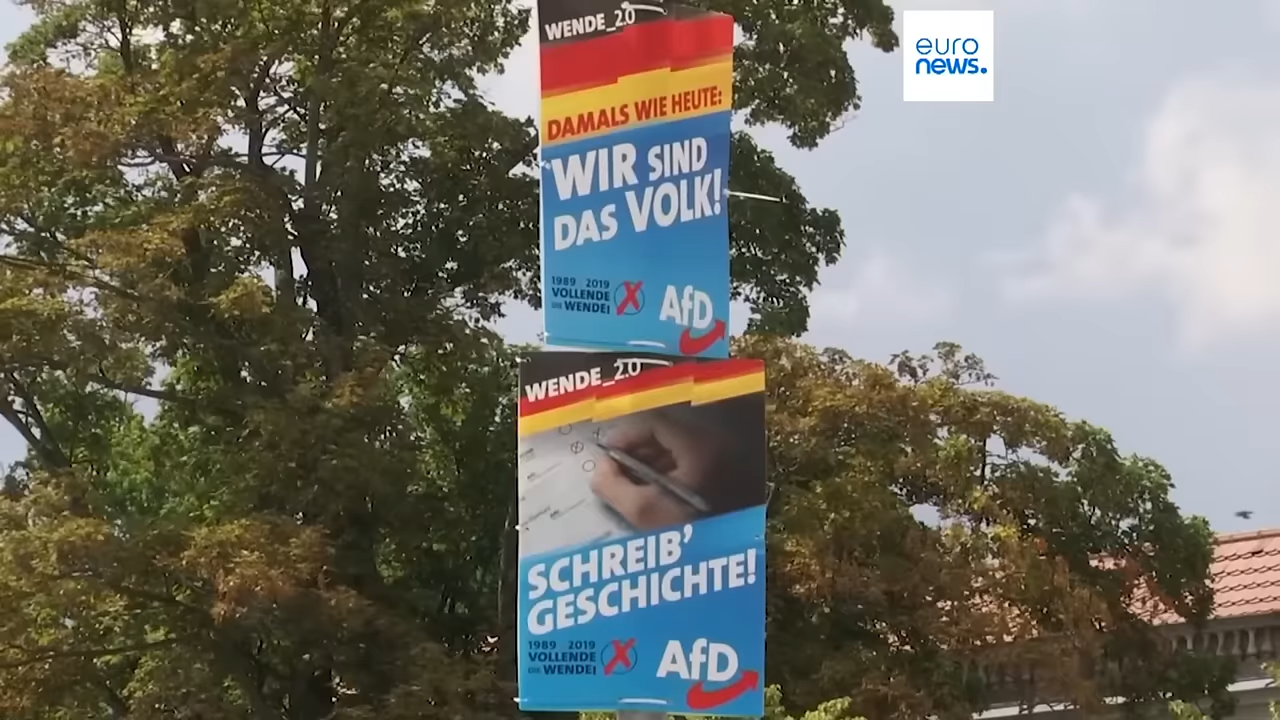 WENDE_2.0
DAMALS WIE HEUTE:
WIR SIND
DAS VOLK!
1989 2019
VOLLENDE
DIE WENDE!
AfD
WENDE_2.0
SCHREIB’
GESCHICHTE!
1989 2019
VOLLENDE
DIE WENDE!
AfD
euro
news.